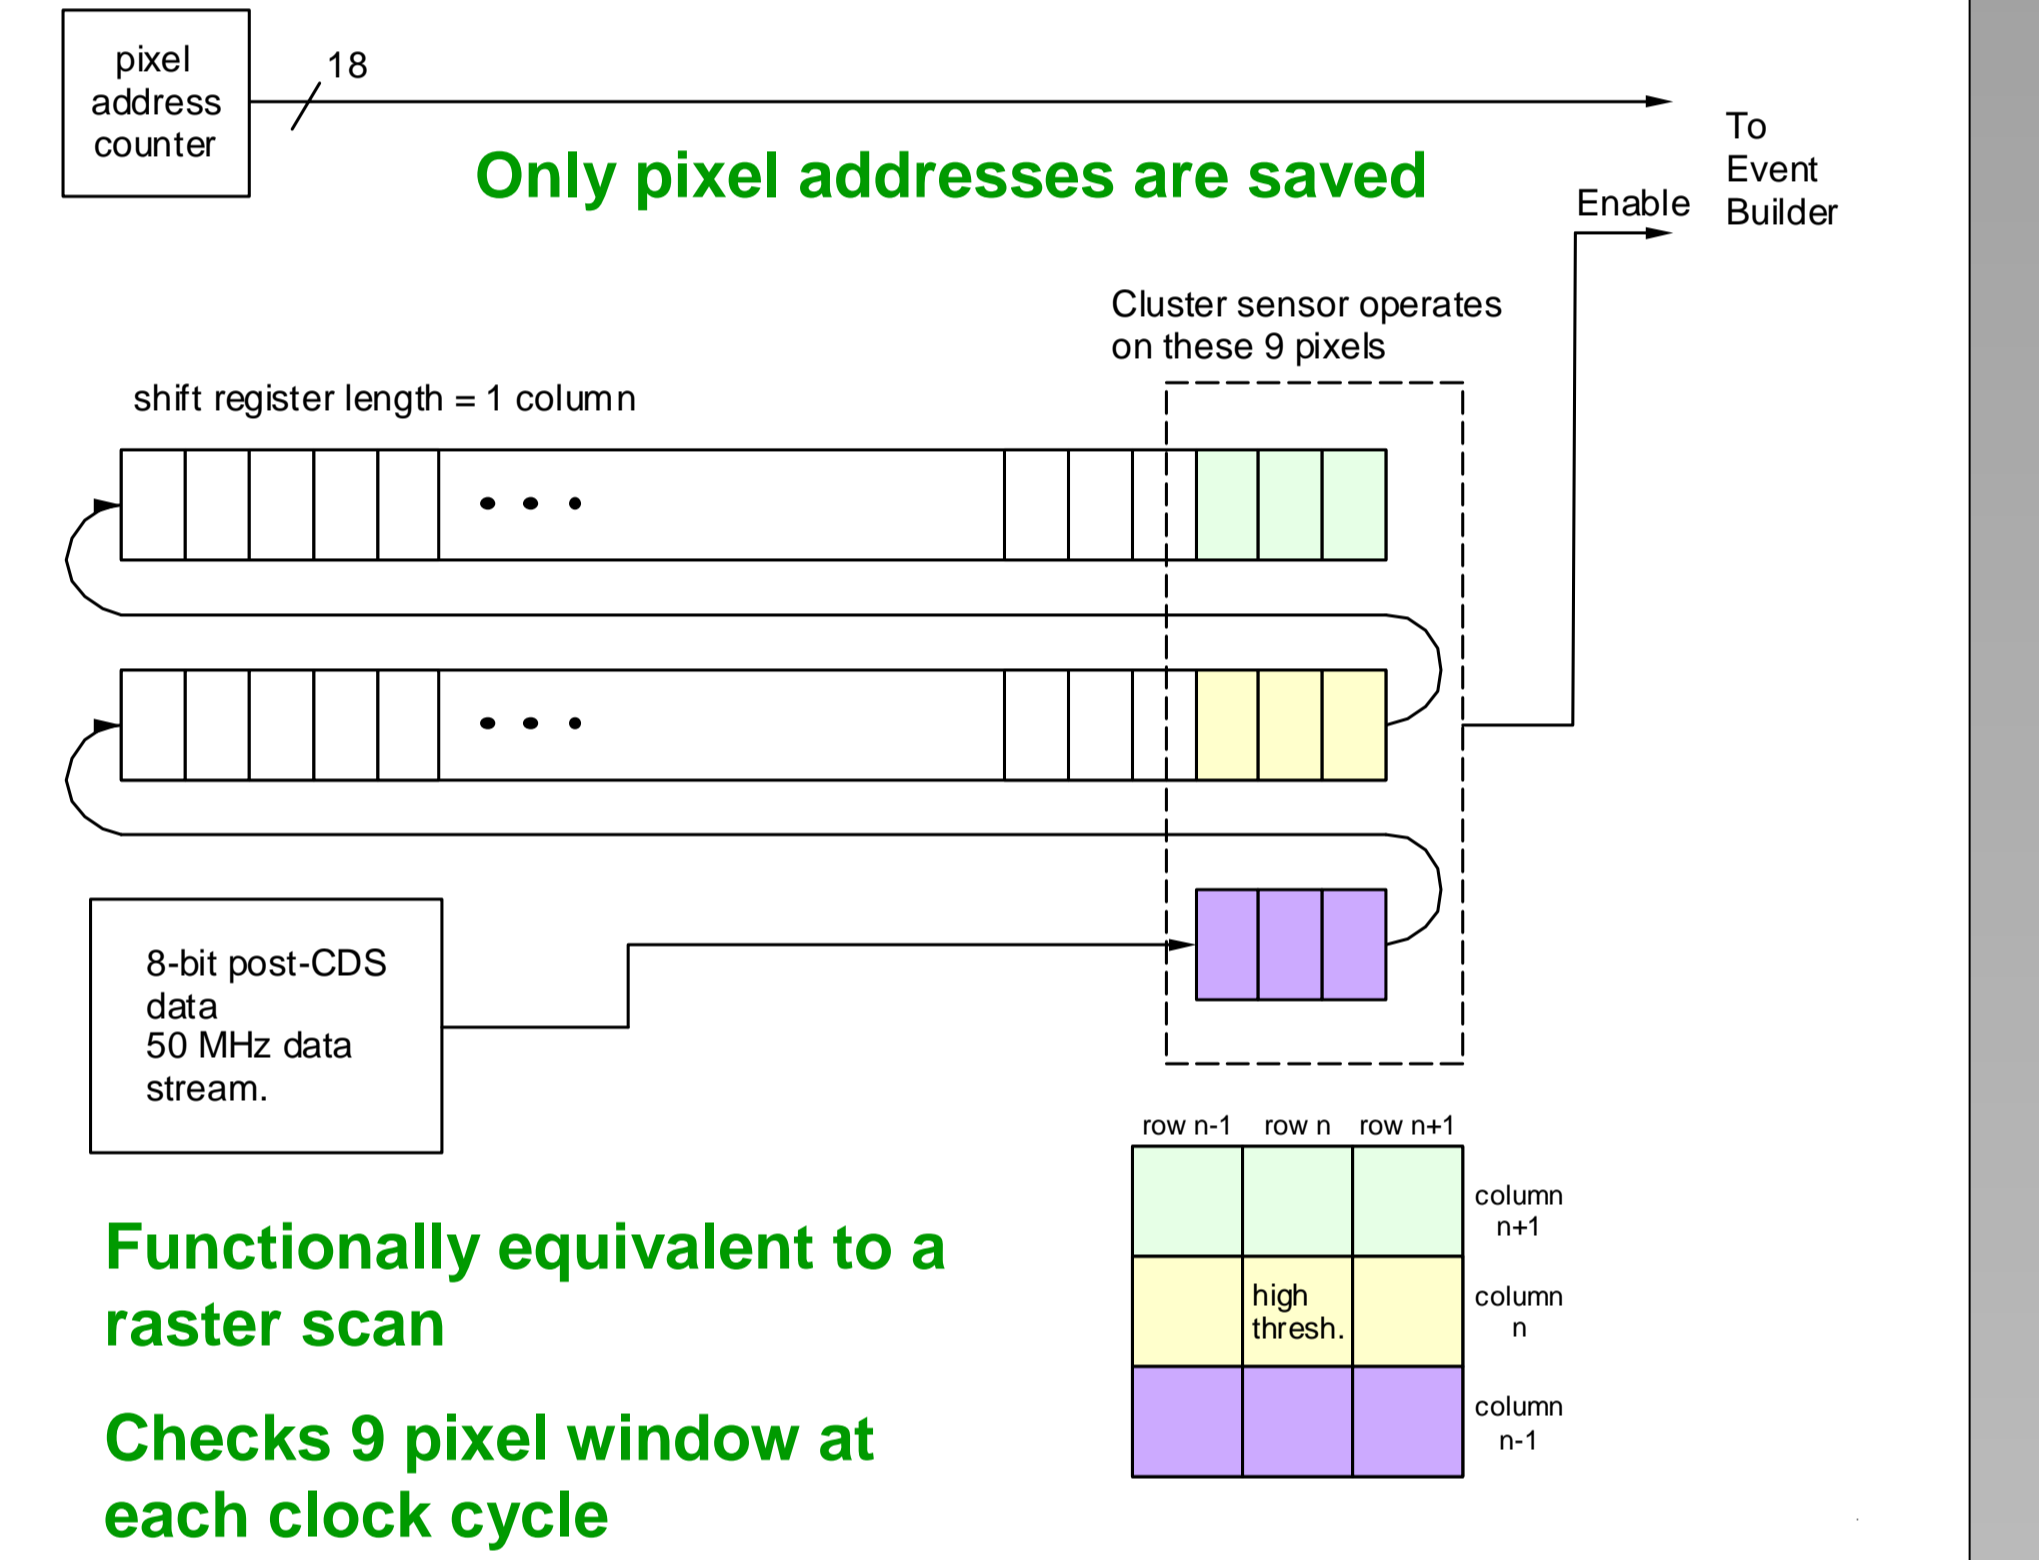 pixel
address
counter
18
To
Event
Builder
Only pixel addresses are saved
Enable
Cluster sensor operates
on these 9 pixels
shift register length = 1 column
8-bit post-CDS
data
50 MHz data
stream.
row n-1 row n row n+1
column
n+1
high
thresh.
column
n
column
n-1
Functionally equivalent to a
raster scan
Checks 9 pixel window at
each clock cycle